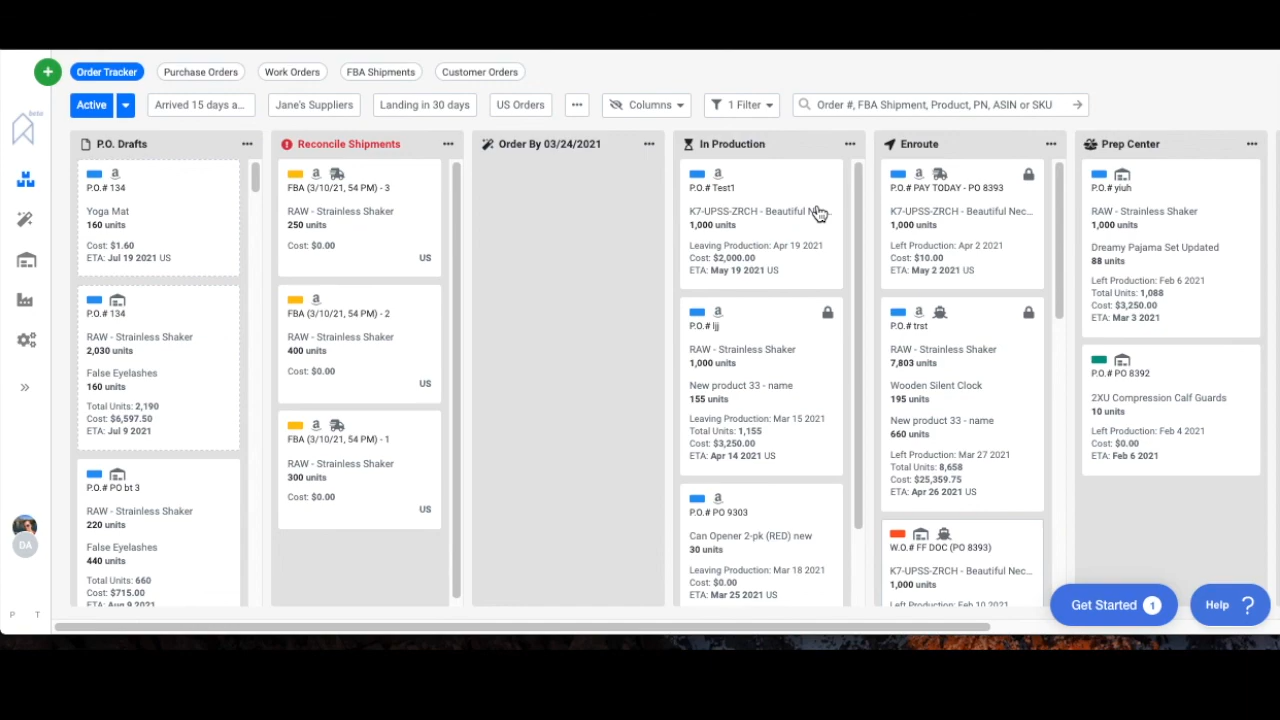 Order Tracker
Purchase Orders
Work Orders
FBA Shipments
Customer Orders
beta
Active
Arrived 15 days a...
Jane's Suppliers
Landing in 30 days
US Orders
Columns
1 Filter
Order #, FBA Shipment, Product, PN, ASIN or SKU
P.O. Drafts
P.O.# 134
Yoga Mat
160 units
Cost: $1.60
ETA: Jul 19 2021 US
P.O.# 134
RAW - Strainless Shaker
2,030 units
False Eyelashes
160 units
Total Units: 2,190
Cost: $6,597.50
ETA: Jul 9 2021
P.O.# PO bt 3
RAW - Strainless Shaker
220 units
False Eyelashes
440 units
Total Units: 660
Cost: $715.00
ETA: Aug 9 2021
Reconcile Shipments
FBA (3/10/21, 54 PM) - 3
RAW - Strainless Shaker
250 units
Cost: $0.00
US
FBA (3/10/21, 54 PM) - 2
RAW - Strainless Shaker
400 units
Cost: $0.00
US
FBA (3/10/21, 54 PM) - 1
RAW - Strainless Shaker
300 units
Cost: $0.00
US
Order By 03/24/2021
In Production
P.O.# Test1
K7-UPSS-ZRCH - Beautiful
1,000 units
Leaving Production: Apr 19 2021
Cost: $2,000.00
ETA: May 19 2021 US
P.O.# ljj
RAW - Strainless Shaker
1,000 units
New product 33 - name
155 units
Leaving Production: Mar 15 2021
Total Units: 1,155
Cost: $3,250.00
ETA: Apr 14 2021 US
P.O.# PO 9303
Can Opener 2-pk (RED) new
30 units
Leaving Production: Mar 18 2021
Cost: $0.00
ETA: Mar 25 2021 US
Enroute
P.O.# PAY TODAY - PO 8393
K7-UPSS-ZRCH - Beautiful Nec...
1,000 units
Left Production: Apr 2 2021
Cost: $10.00
ETA: May 2 2021 US
P.O.# trst
RAW - Strainless Shaker
7,803 units
Wooden Silent Clock
195 units
New product 33 - name
660 units
Left Production: Mar 27 2021
Total Units: 8,658
Cost: $25,359.75
ETA: Apr 26 2021 US
W.O.# FF DOC (PO 8393)
K7-UPSS-ZRCH - Beautiful Nec...
1,000 units
Left Production: Feb 10 2021
Prep Center
P.O.# yiuh
RAW - Strainless Shaker
1,000 units
Dreamy Pajama Set Updated
88 units
Left Production: Feb 6 2021
Total Units: 1,088
Cost: $3,250.00
ETA: Mar 3 2021
P.O.# PO 8392
2XU Compression Calf Guards
10 units
Left Production: Feb 4 2021
Cost: $0.00
ETA: Feb 6 2021
DA
P T
Get Started 1
Help ?